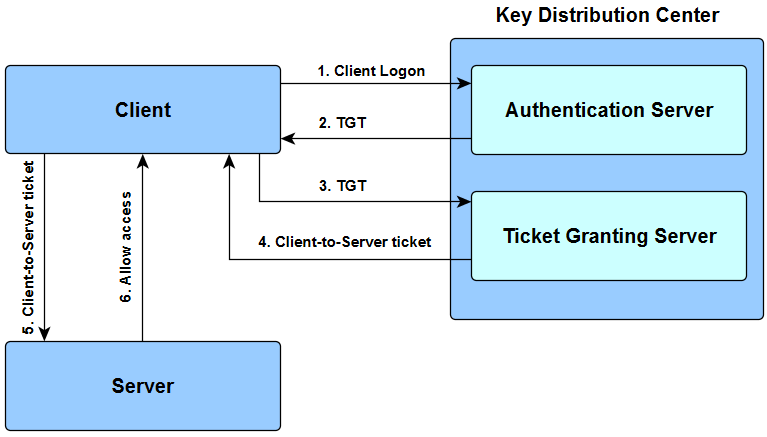 Key Distribution Center
1. Client Logon
Client
Authentication Server
2. TGT
3. TGT
5. Client-to-Server ticket
6. Allow access
4. Client-to-Server ticket
Ticket Granting Server
Server